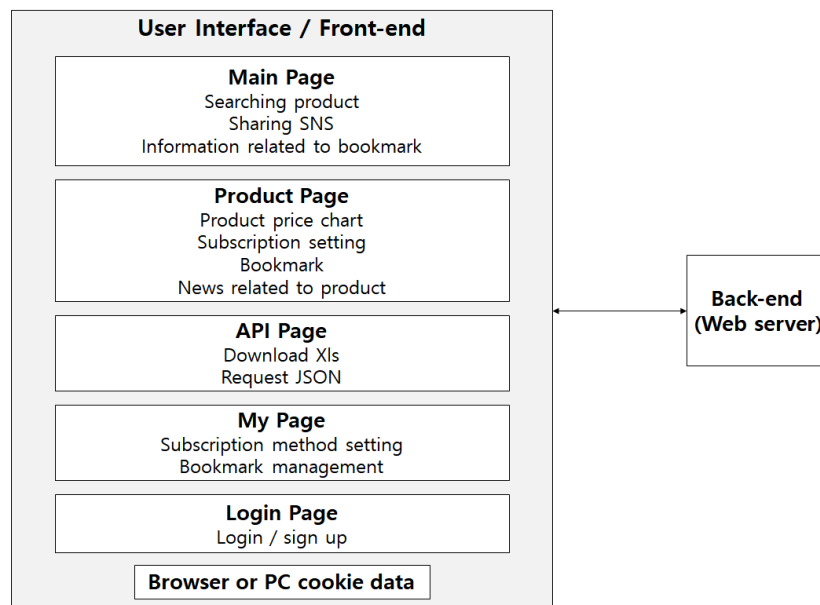 User Interface / Front-end
Main Page
Searching product
Sharing SNS
Information related to bookmark
Product Page
Product price chart
Subscription setting
Bookmark
News related to product
API Page
Download Xls
Request JSON
My Page
Subscription method setting
Bookmark management
Login Page
Login / sign up
Browser or PC cookie data
Back-end
(Web server)